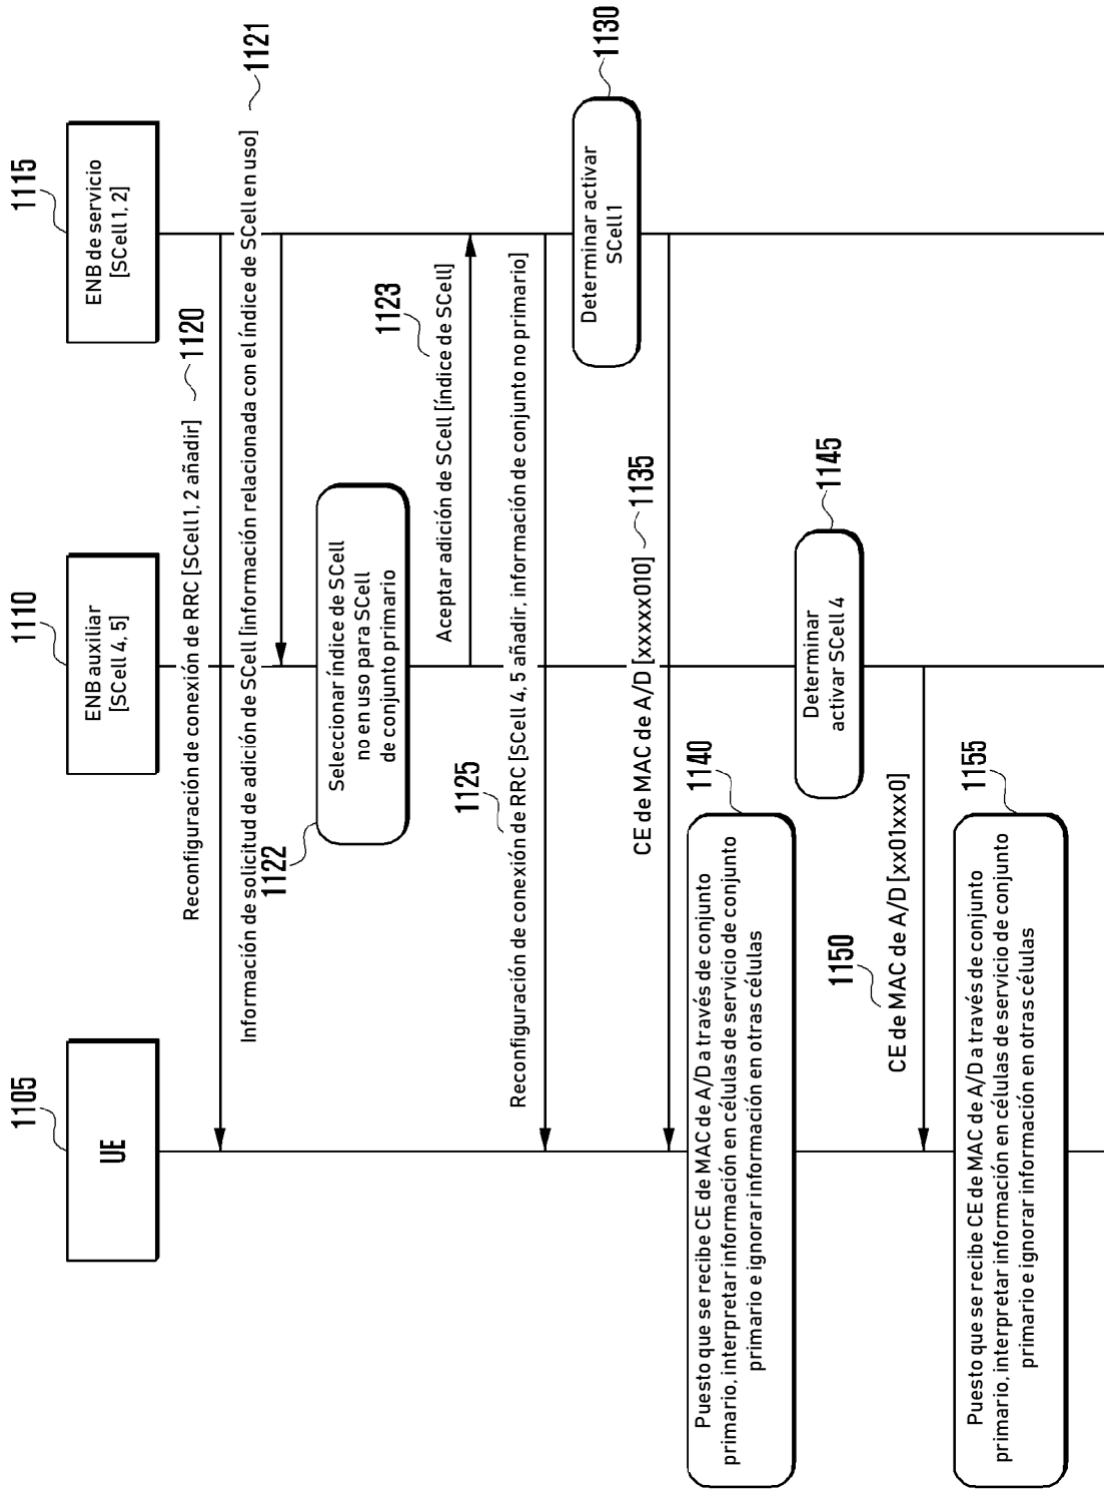 1105
UE
1110
ENB auxiliar
[SCell 4, 5]
1115
ENB de servicio
[SCell 1, 2]
Reconfiguración de conexión de RRC [SCell 1, 2 añadir]
1120
Información de solicitud de adición de SCell [información relacionada con el índice de SCell en uso]
1121
1122
Seleccionar índice de SCell
no en uso para SCell
de conjunto primario
Aceptar adición de SCell [índice de SCell]
1123
1125
Reconfiguración de conexión de RRC [SCell 4, 5 añadir, información de conjunto no primario]
Determinar activar
SCell 1
1130
CE de MAC de A/D [xxxxx010]
1135
1140
Puesto que se recibe CE de MAC de A/D a través de conjunto
primario, interpretar información en células de servicio de conjunto
primario e ignorar información en otras células
Determinar
activar SCell 4
1145
1150
CE de MAC de A/D [xx01xxx0]
1155
Puesto que se recibe CE de MAC de A/D a través de conjunto
primario, interpretar información en células de servicio de conjunto
primario e ignorar información en otras células